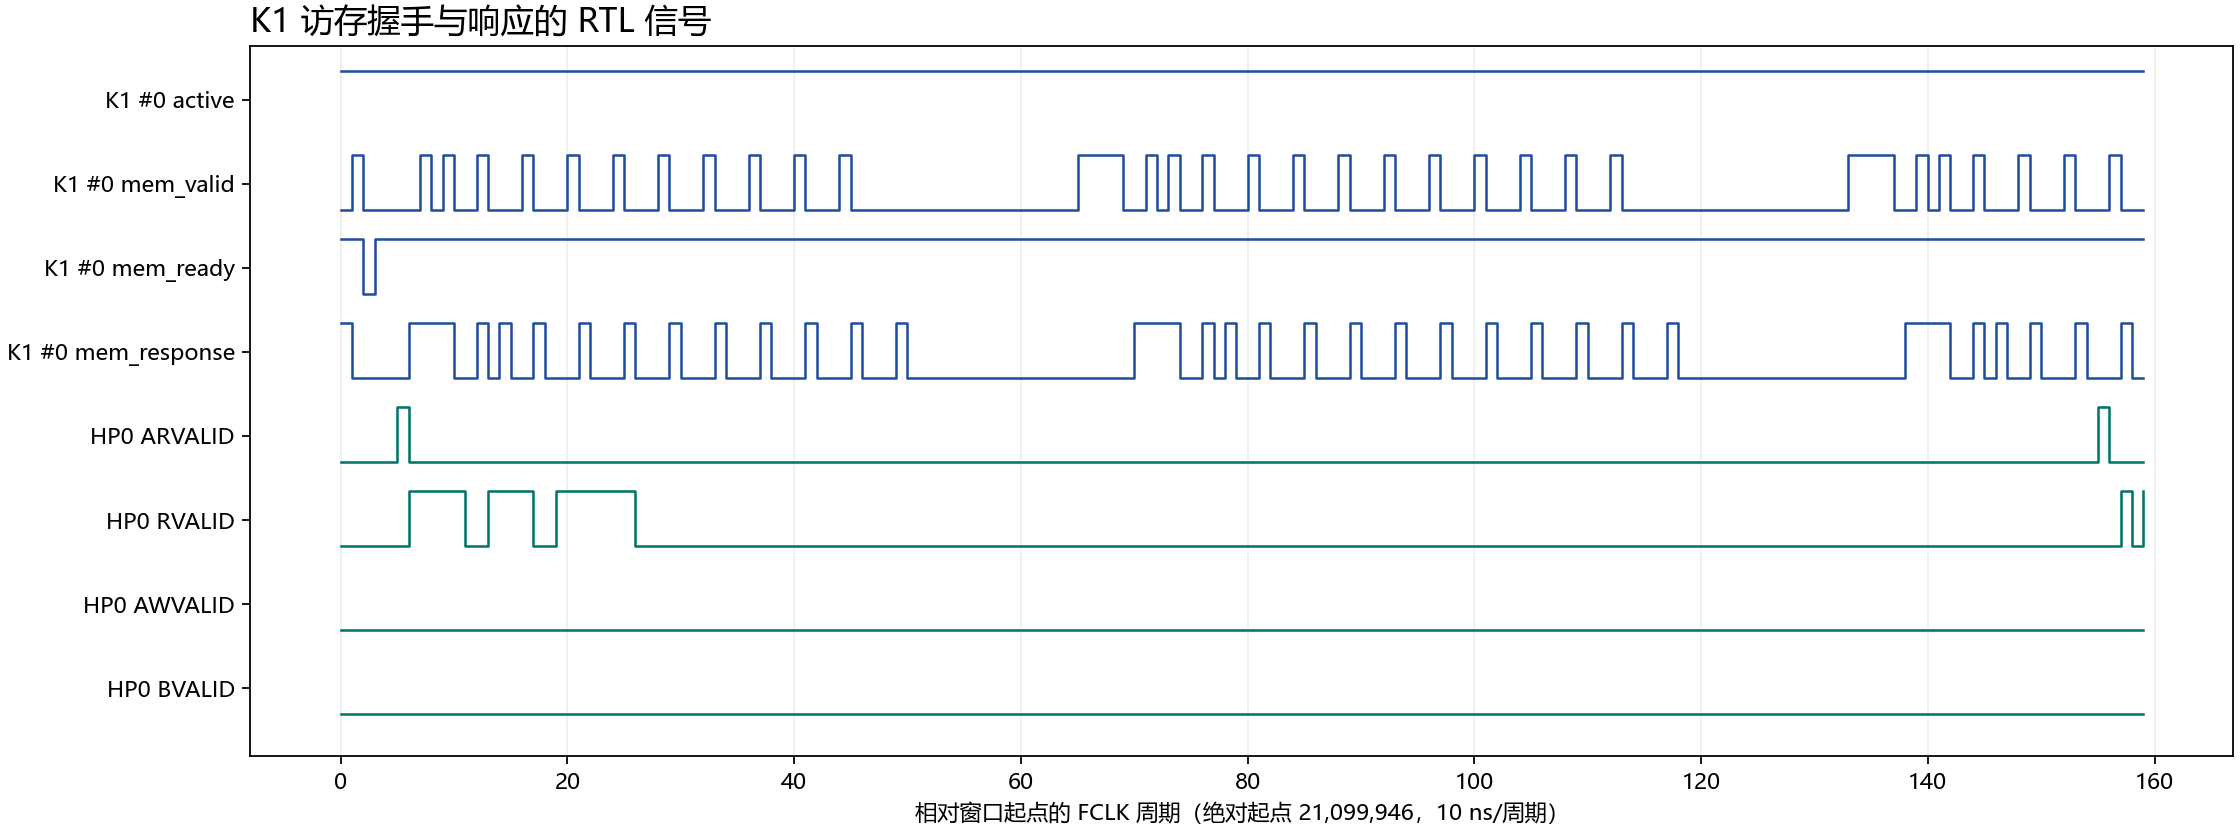 K1 访存握手与响应的 RTL 信号
K1 #0 active
K1 #0 mem_valid
K1 #0 mem_ready
K1 #0 mem_response
HP0 ARVALID
HP0 RVALID
HP0 AWVALID
HP0 BVALID
0 20 40 60 80 100 120 140 160
相对窗口起点的 FCLK 周期（绝对起点 21,099,946，10 ns/周期）